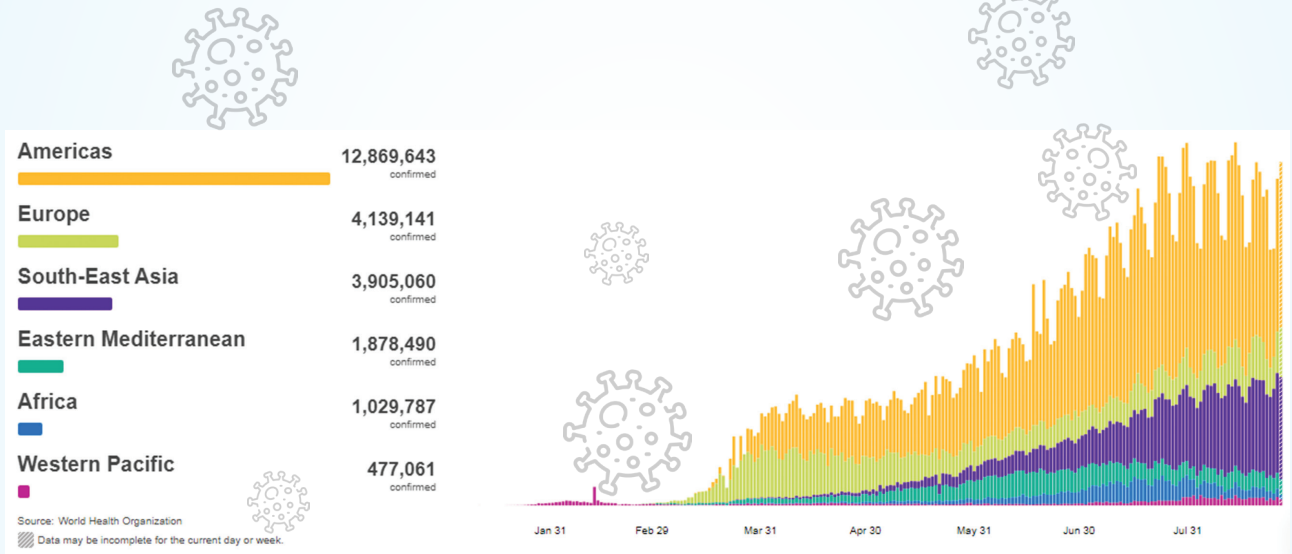 Americas
12,869,643
confirmed
Europe
4,139,141
confirmed
South-East Asia
3,905,060
confirmed
Eastern Mediterranean
1,878,490
confirmed
Africa
1,029,787
confirmed
Western Pacific
477,061
confirmed
Source: World Health Organization
Data may be incomplete for the current day or week.
Jan 31 Feb 29 Mar 31 Apr 30 May 31 Jun 30 Jul 31